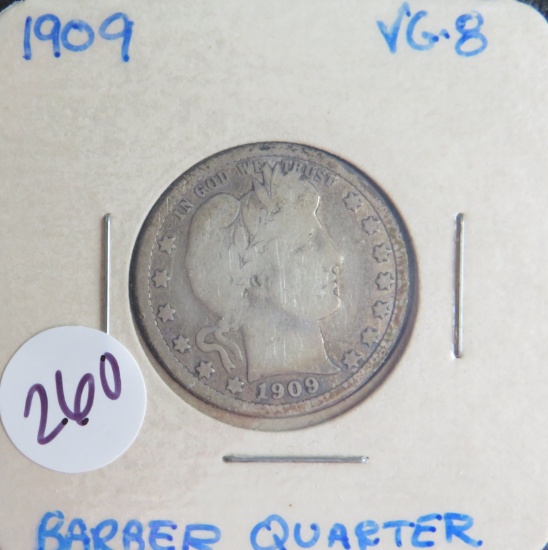 1909 VG-8
IN GOD WE TRUST
1909
260
BARBER QUARTER